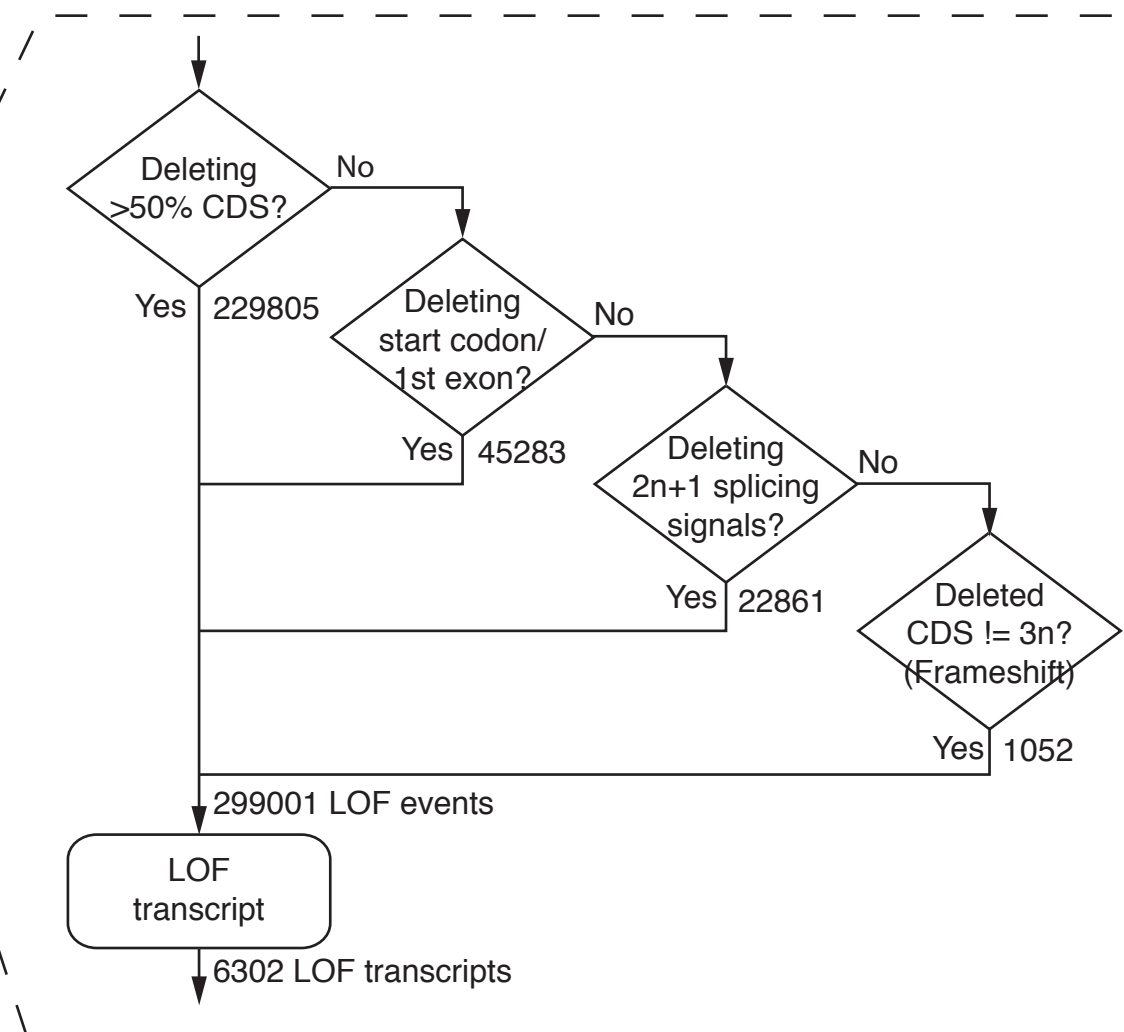 Deleting
>50% CDS?
No
Yes 229805
Deleting
start codon/
1st exon?
No
Yes 45283
Deleting
2n+1 splicing
signals?
No
Yes 22861
Deleted
CDS != 3n?
(Frameshift)
Yes 1052
299001 LOF events
LOF
transcript
6302 LOF transcripts